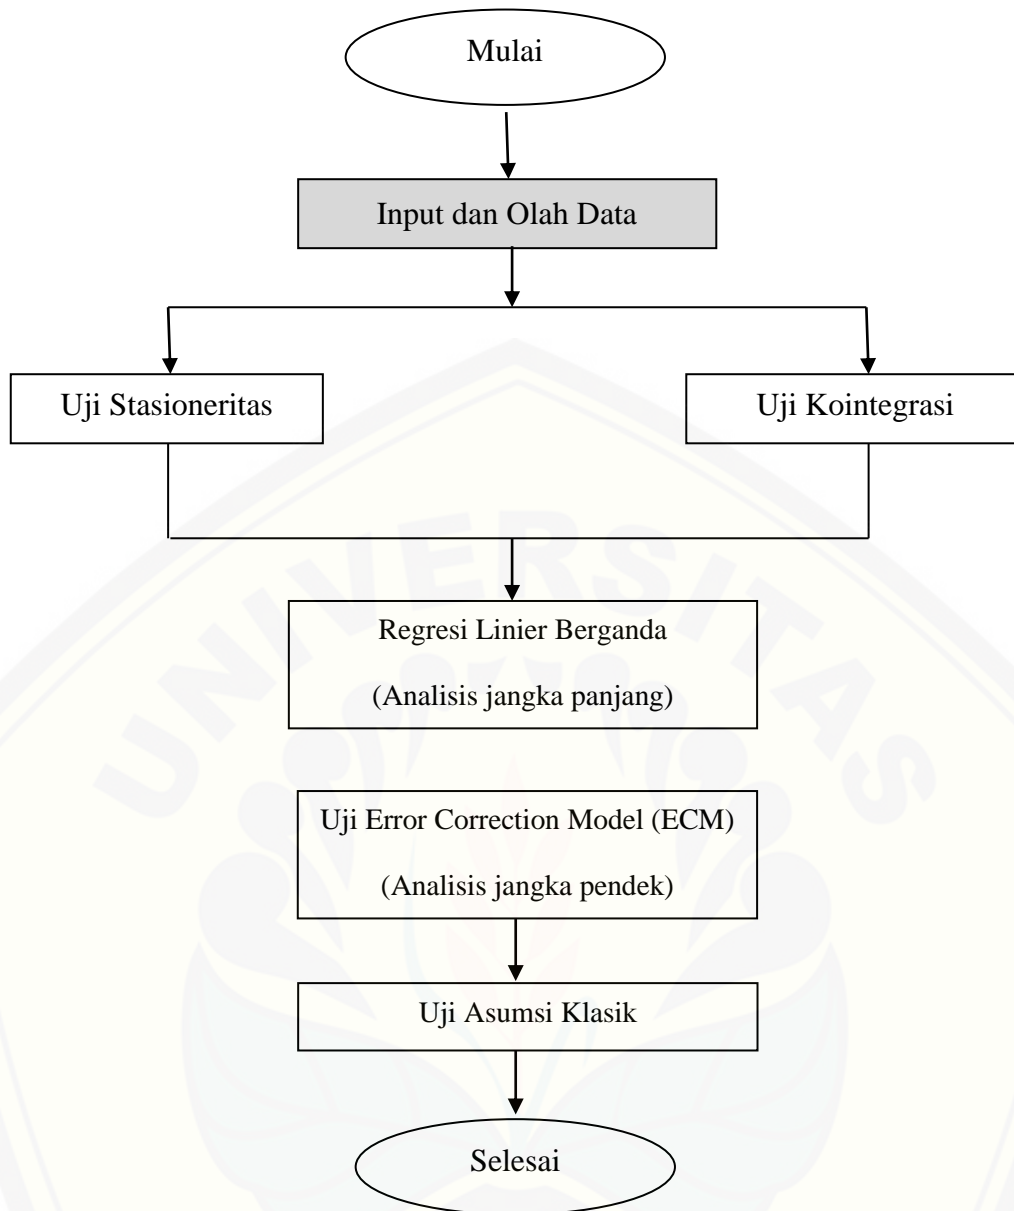 Mulai
Input dan Olah Data
Uji Stasioneritas
Uji Kointegrasi
Regresi Linier Berganda
(Analisis jangka panjang)
Uji Error Correction Model (ECM)
(Analisis jangka pendek)
Uji Asumsi Klasik
Selesai
UNIVERSITAS